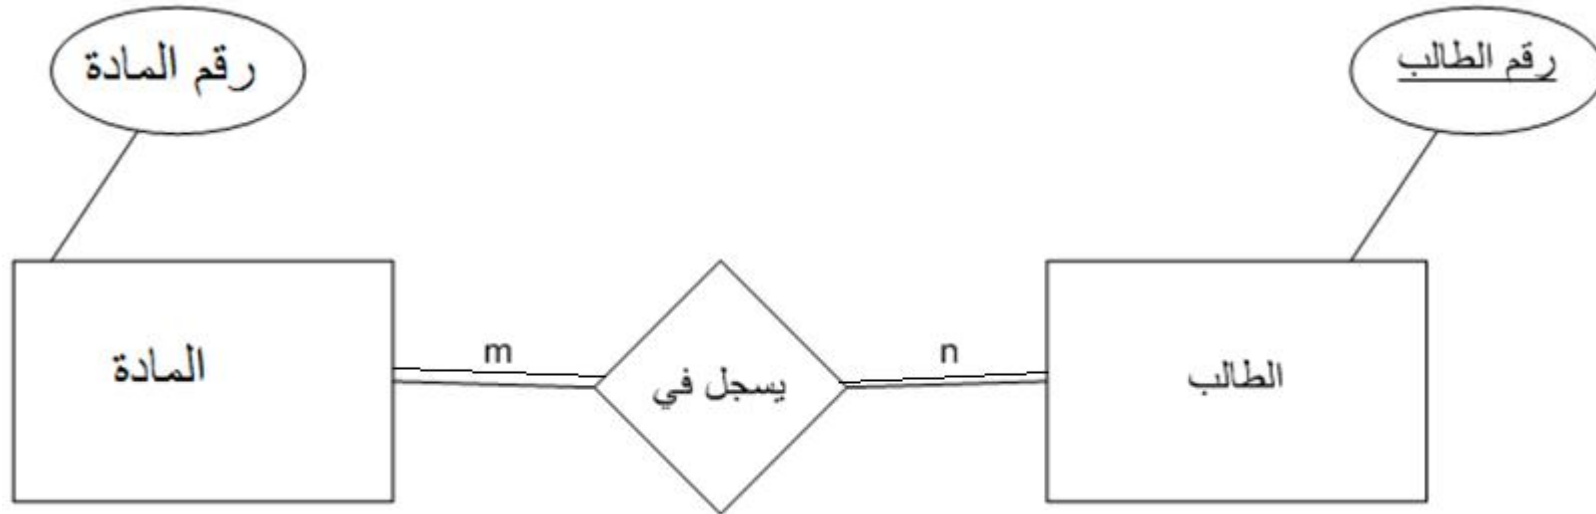 رقم الطالب
رقم المادة
الطالب
n
يسجل في
m
المادة